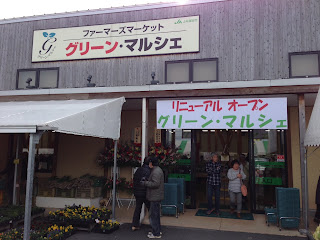 ファーマーズマーケット
グリーン・マルシェ
リニューアル オープン
グリーン・マルシェ